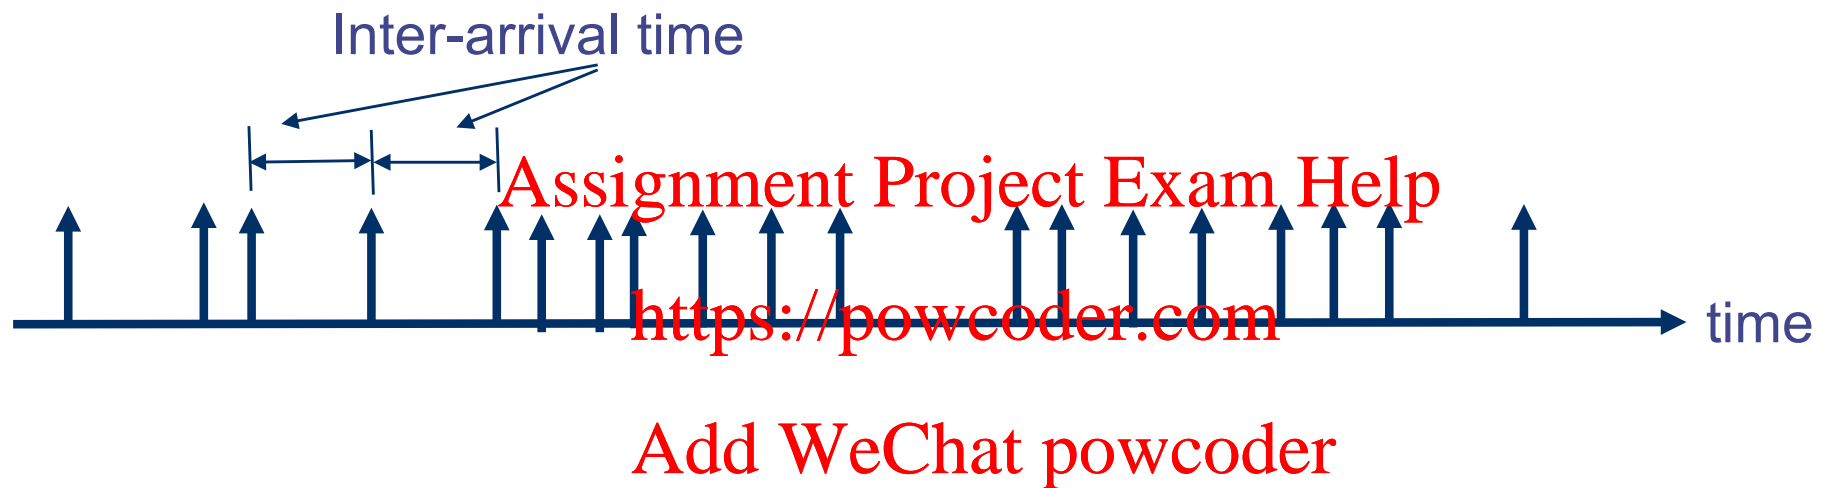 Inter-arrival time
Assignment Project Exam Help
https://powcoder.com
time
Add WeChat powcoder